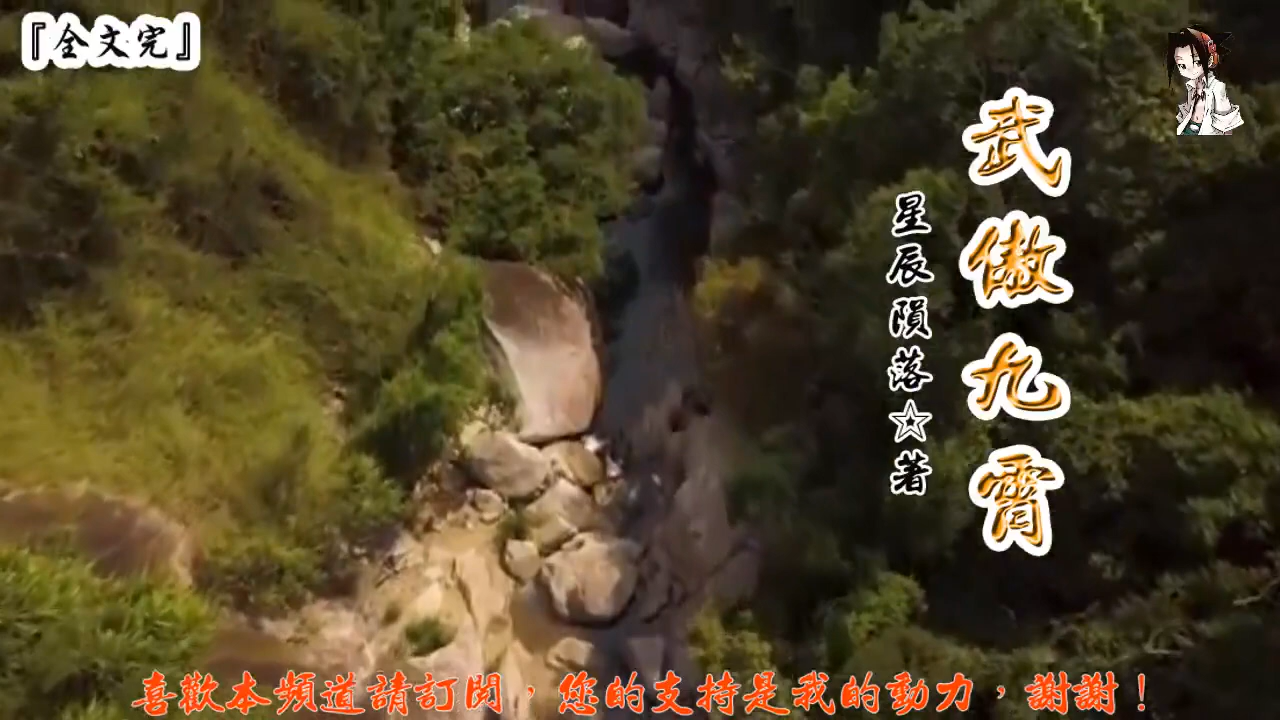 『全文完』
武傲九霄
星辰隕落☆著
喜歡本頻道請訂閱，您的支持是我的動力，謝謝！